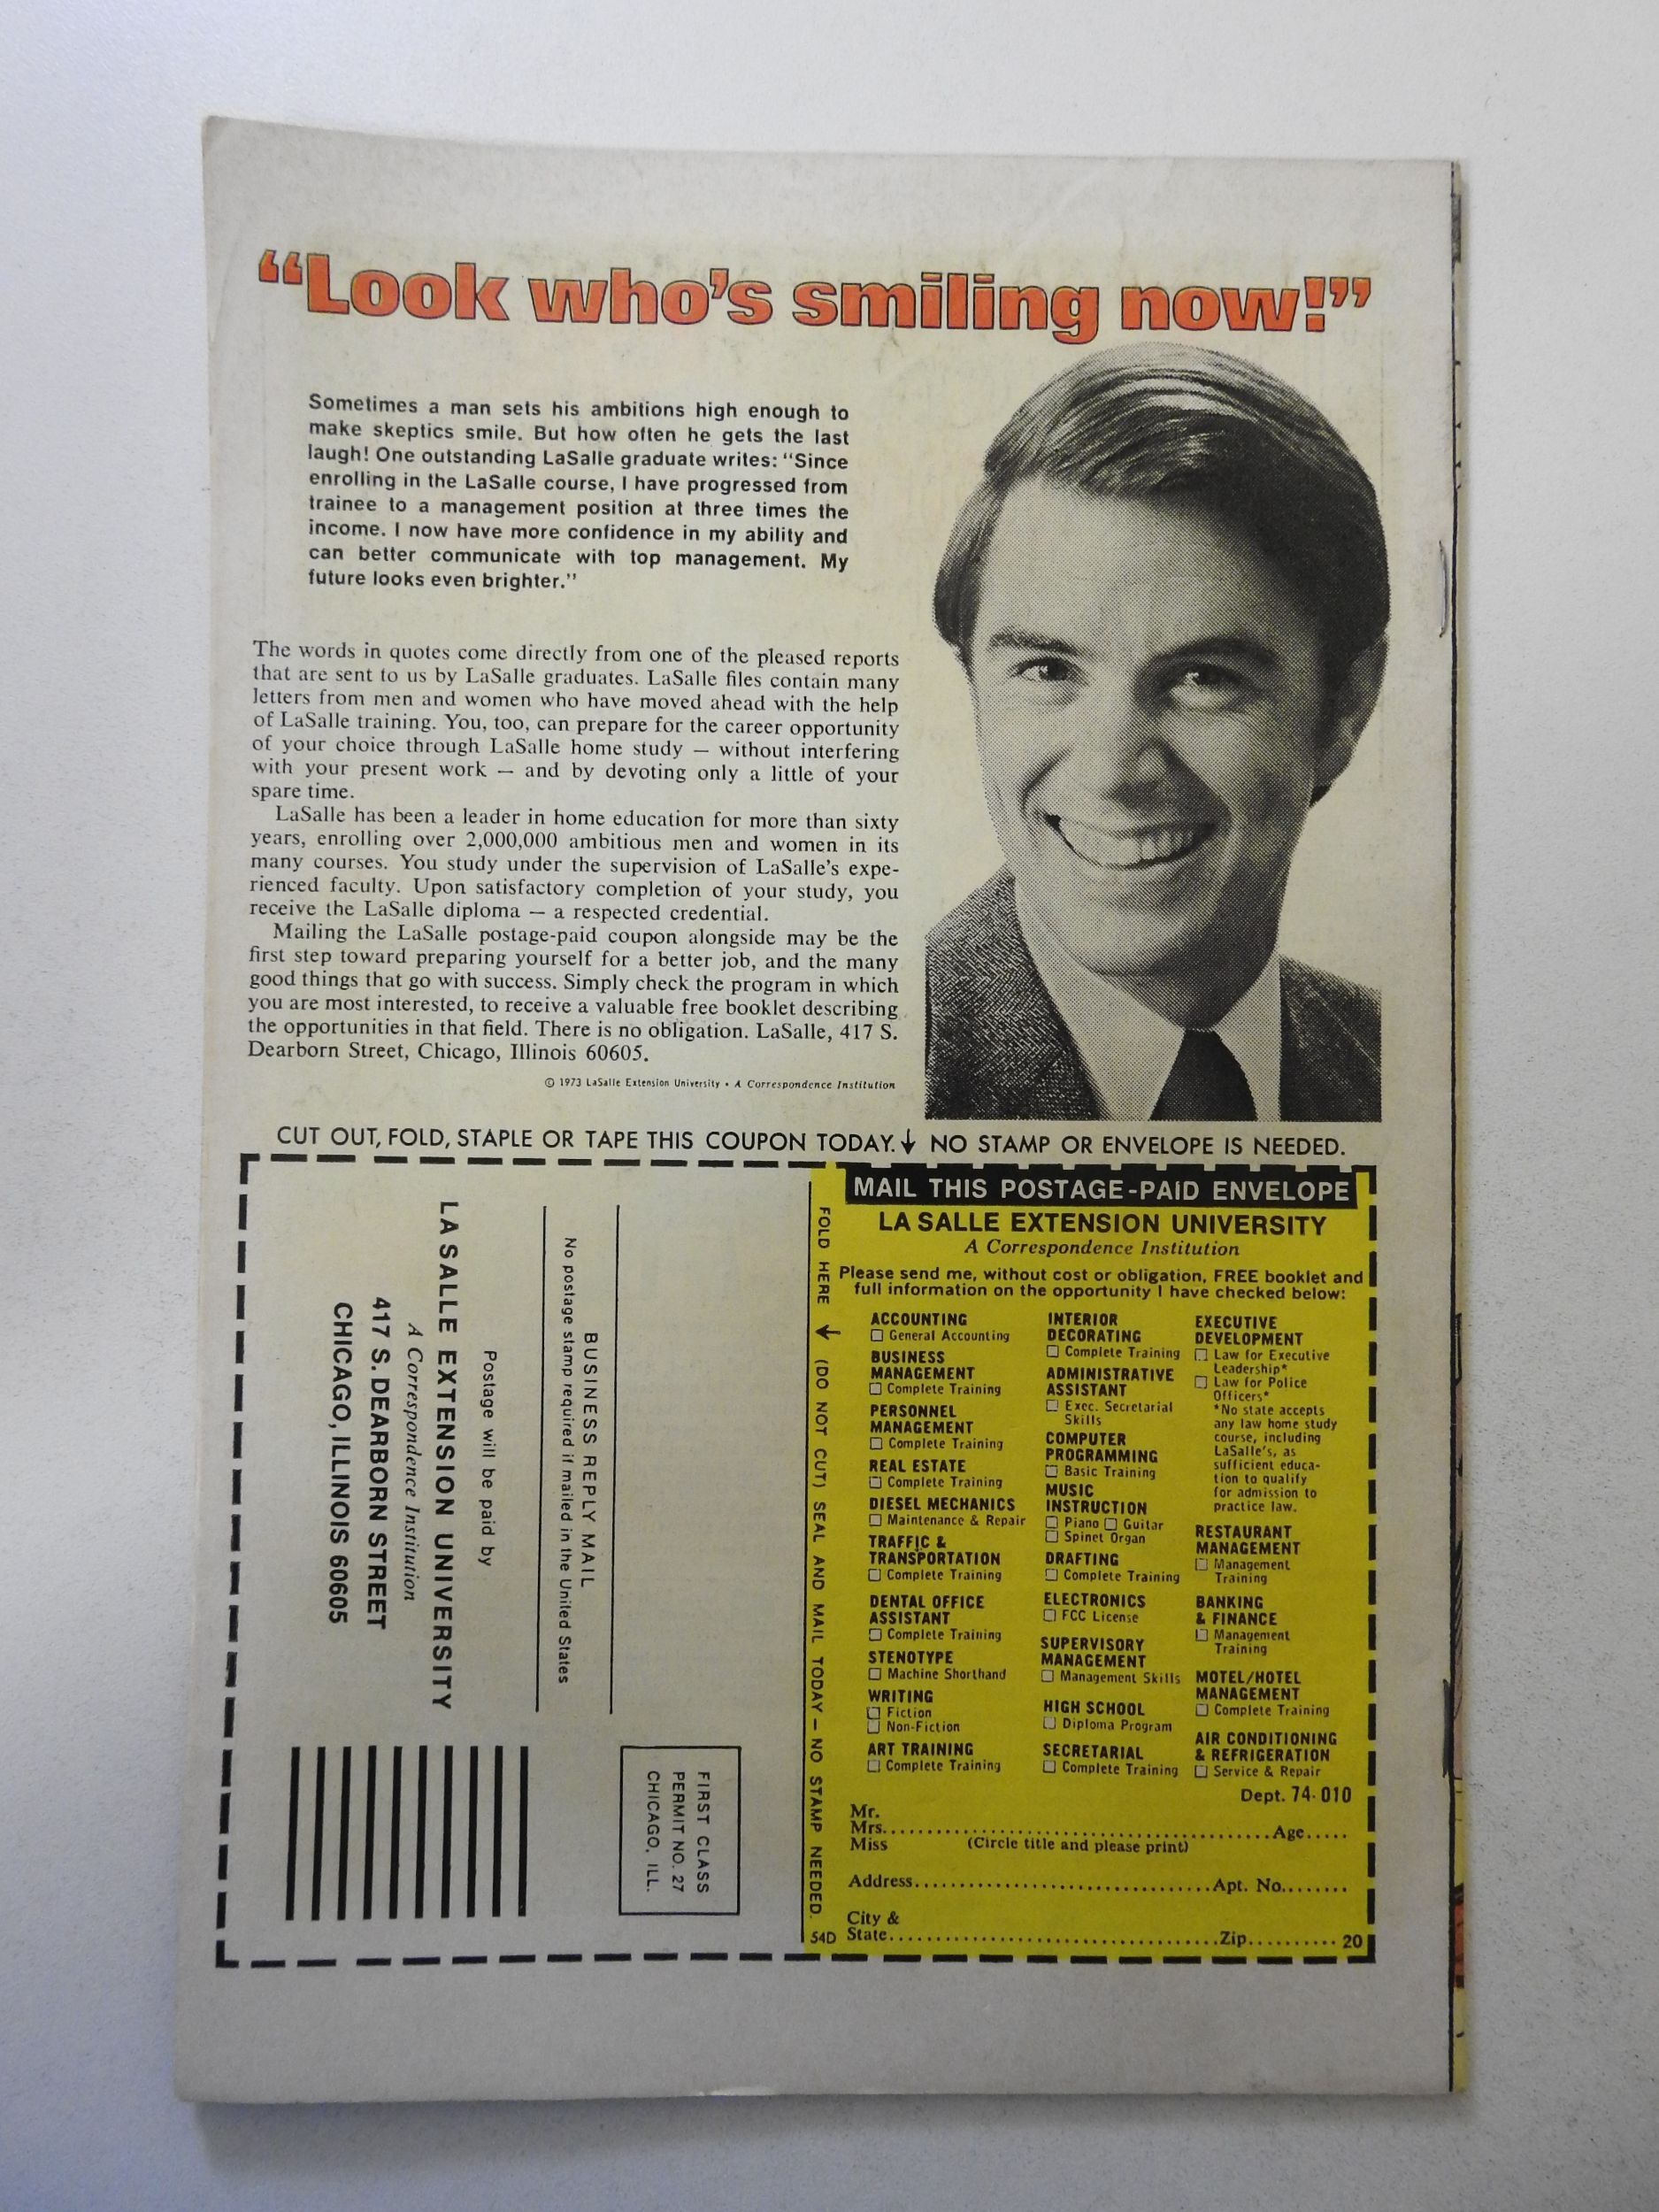 “Look who’s smiling now!”
Sometimes a man sets his ambitions high enough to
make skeptics smile. But how often he gets the last
laugh! One outstanding LaSalle graduate writes: “Since
enrolling in the LaSalle course, I have progressed from
trainee to a management position at three times the
income. I now have more confidence in my ability and
can better communicate with top management. My
future looks even brighter.”
The words in quotes come directly from one of the pleased reports
that are sent to us by LaSalle graduates. LaSalle files contain many
letters from men and women who have moved ahead with the help
of LaSalle training. You, too, can prepare for the career opportunity
of your choice through LaSalle home study — without interfering
with your present work — and by devoting only a little of your
spare time.
LaSalle has been a leader in home education for more than sixty
years, enrolling over 2,000,000 ambitious men and women in its
many courses. You study under the supervision of LaSalle's expe-
rienced faculty. Upon satisfactory completion of your study, you
receive the LaSalle diploma — a respected credential.
Mailing the LaSalle postage-paid coupon alongside may be the
first step toward preparing yourself for a better job, and the many
good things that go with success. Simply check the program in which
you are most interested, to receive a valuable free booklet describing
the opportunities in that field. There is no obligation. LaSalle, 417 S.
Dearborn Street, Chicago, Illinois 60605.
© 1973 LaSalle Extension University • A Correspondence Institution
CUT OUT, FOLD, STAPLE OR TAPE THIS COUPON TODAY.↓ NO STAMP OR ENVELOPE IS NEEDED.
FIRST CLASS
PERMIT NO. 27
CHICAGO, ILL.
BUSINESS REPLY MAIL
No postage stamp required if mailed in the United States
Postage will be paid by
LA SALLE EXTENSION UNIVERSITY
A Correspondence Institution
417 S. DEARBORN STREET
CHICAGO, ILLINOIS 60605
FOLD HERE ↓ (DO NOT CUT) SEAL AND MAIL TODAY — NO STAMP NEEDED.
54D
MAIL THIS POSTAGE-PAID ENVELOPE
LA SALLE EXTENSION UNIVERSITY
A Correspondence Institution
Please send me, without cost or obligation, FREE booklet and
full information on the opportunity I have checked below:
ACCOUNTING
☐ General Accounting
BUSINESS
MANAGEMENT
☐ Complete Training
PERSONNEL
MANAGEMENT
☐ Complete Training
REAL ESTATE
☐ Complete Training
DIESEL MECHANICS
☐ Maintenance & Repair
TRAFFIC &
TRANSPORTATION
☐ Complete Training
DENTAL OFFICE
ASSISTANT
☐ Complete Training
STENOTYPE
☐ Machine Shorthand
WRITING
☐ Fiction
☐ Non-Fiction
ART TRAINING
☐ Complete Training
INTERIOR
DECORATING
☐ Complete Training
ADMINISTRATIVE
ASSISTANT
☐ Exec. Secretarial
Skills
COMPUTER
PROGRAMMING
☐ Basic Training
MUSIC
INSTRUCTION
☐ Piano ☐ Guitar
☐ Spinet Organ
DRAFTING
☐ Complete Training
ELECTRONICS
☐ FCC License
SUPERVISORY
MANAGEMENT
☐ Management Skills
HIGH SCHOOL
☐ Diploma Program
SECRETARIAL
☐ Complete Training
EXECUTIVE
DEVELOPMENT
☐ Law for Executive
Leadership*
☐ Law for Police
Officers*
*No state accepts
any law home study
course, including
LaSalle's, as
sufficient educa-
tion to qualify
for admission to
practice law.
RESTAURANT
MANAGEMENT
☐ Management
Training
BANKING
& FINANCE
☐ Management
Training
MOTEL/HOTEL
MANAGEMENT
☐ Complete Training
AIR CONDITIONING
& REFRIGERATION
☐ Service & Repair
Dept. 74-010
Mr.
Mrs. Age
Miss (Circle title and please print)
Address Apt. No.
City &
State Zip 20